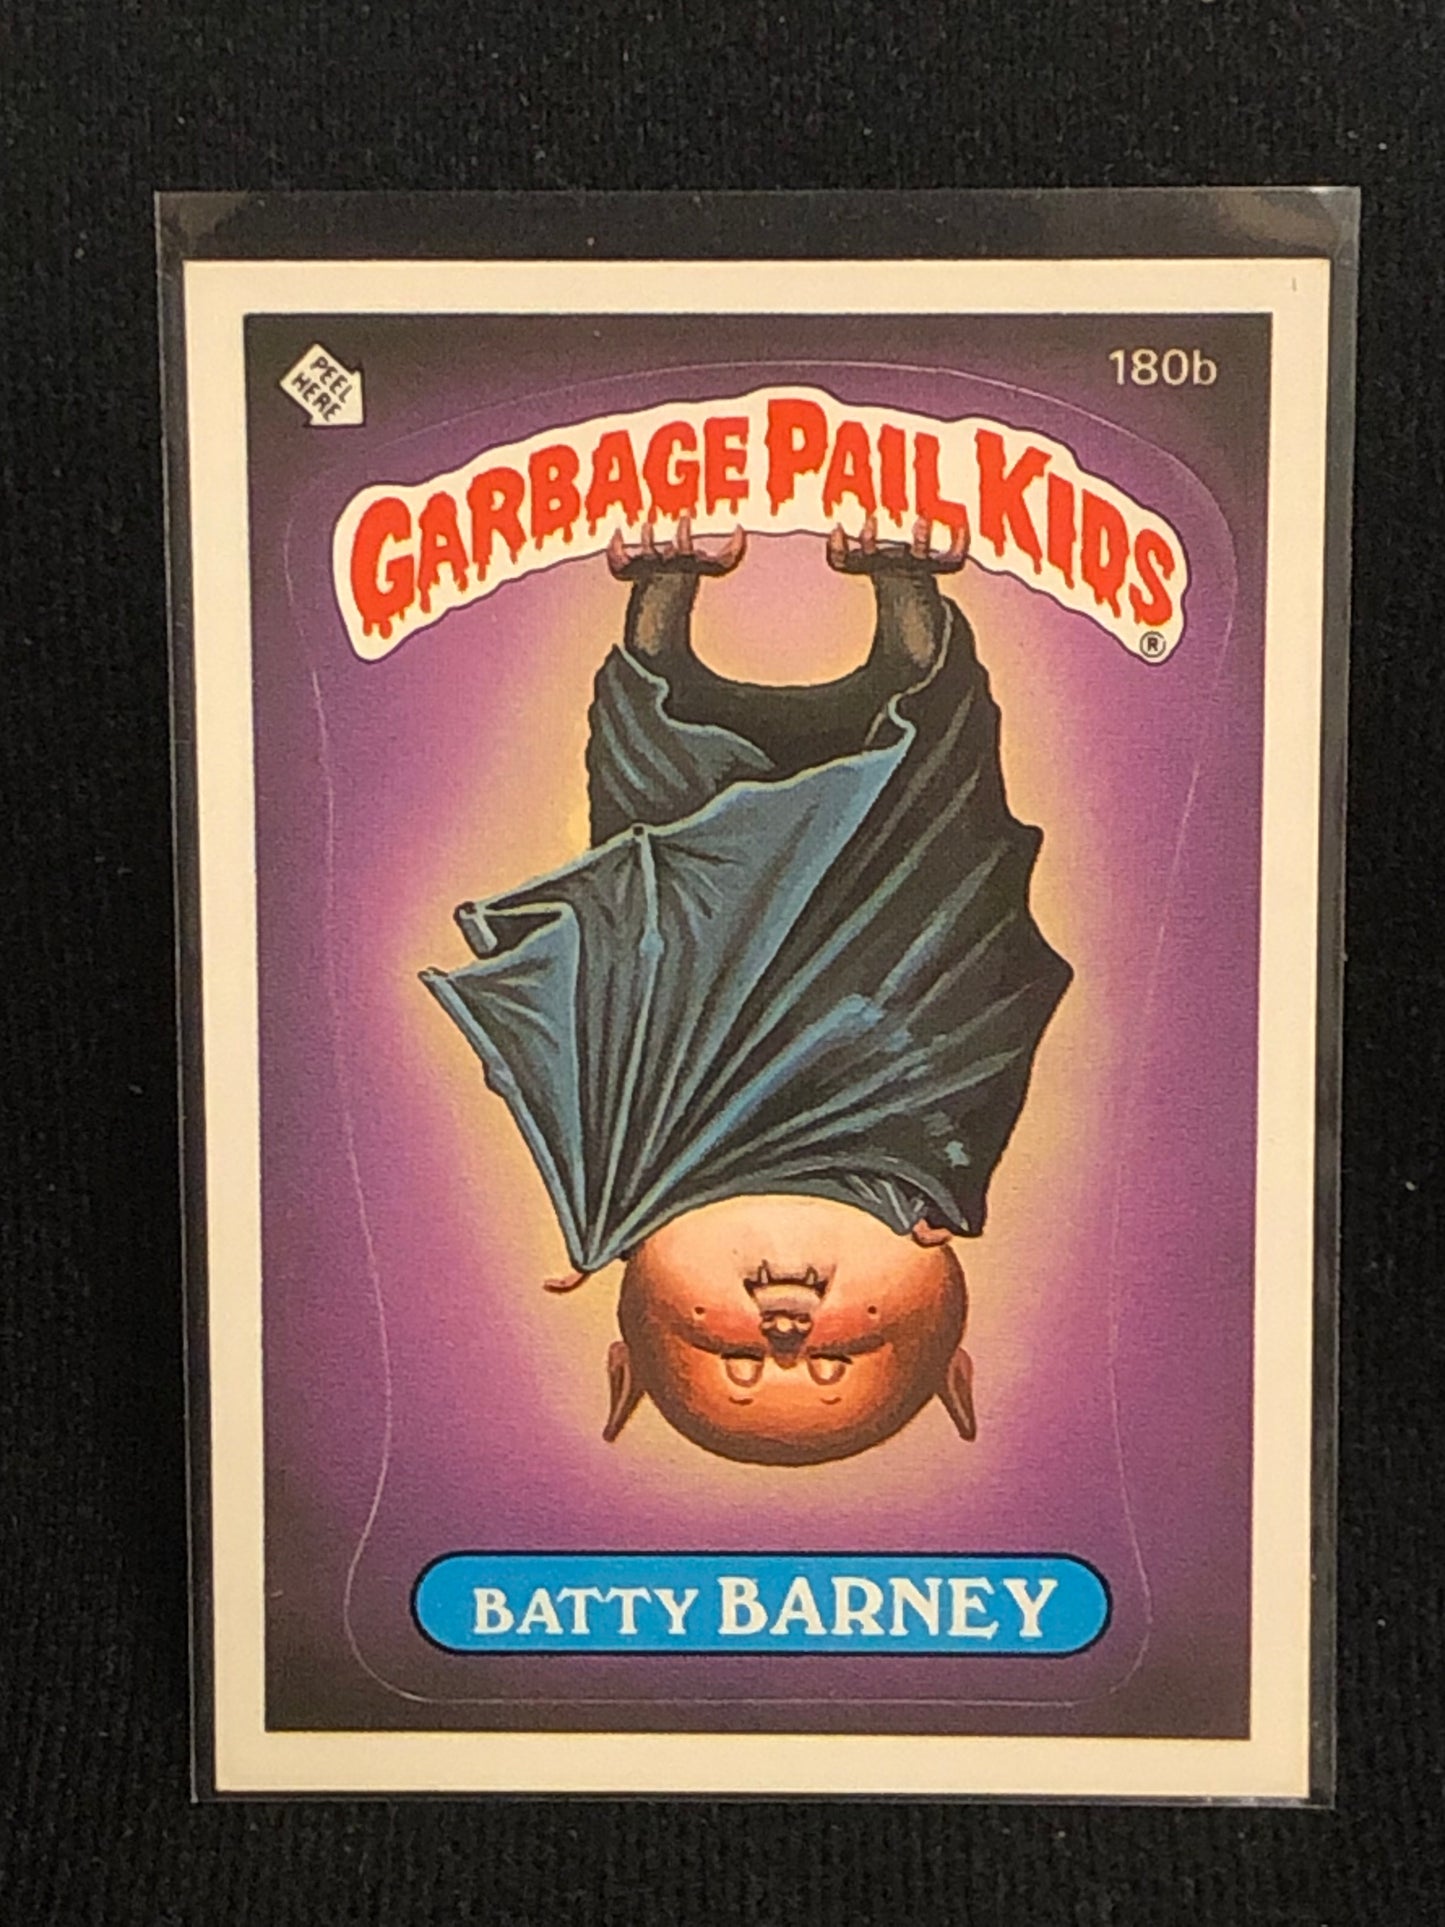 PEEL
HERE
180b
GARBAGE PAIL KIDS
®
BATTY BARNEY